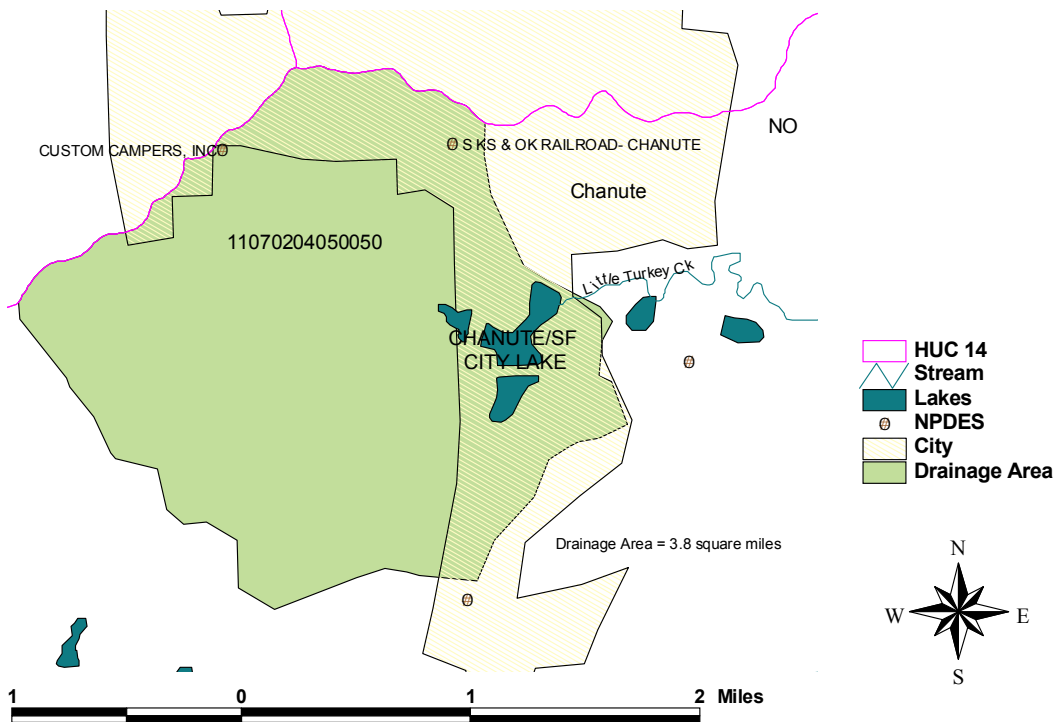 NO
CUSTOM CAMPERS, INC
S KS & OK RAILROAD- CHANUTE
Chanute
11070204050050
Little Turkey Ck
CHANUTE/SF
CITY LAKE
HUC 14
Stream
Lakes
NPDES
City
Drainage Area
Drainage Area = 3.8 square miles
N
W E
S
1 0 1 2 Miles